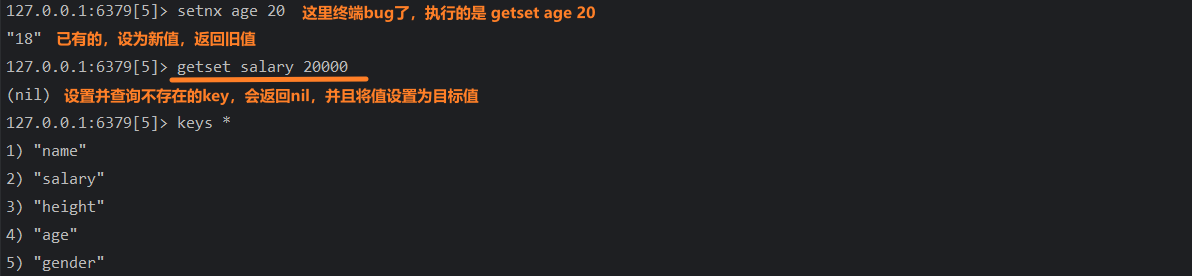 127.0.0.1:6379[5]> setnx age 20 这里终端bug了，执行的是 getset age 20
"18" 已有的，设为新值，返回旧值
127.0.0.1:6379[5]> getset salary 20000
(nil) 设置并查询不存在的key，会返回nil，并且将值设置为目标值
127.0.0.1:6379[5]> keys *
1) "name"
2) "salary"
3) "height"
4) "age"
5) "gender"